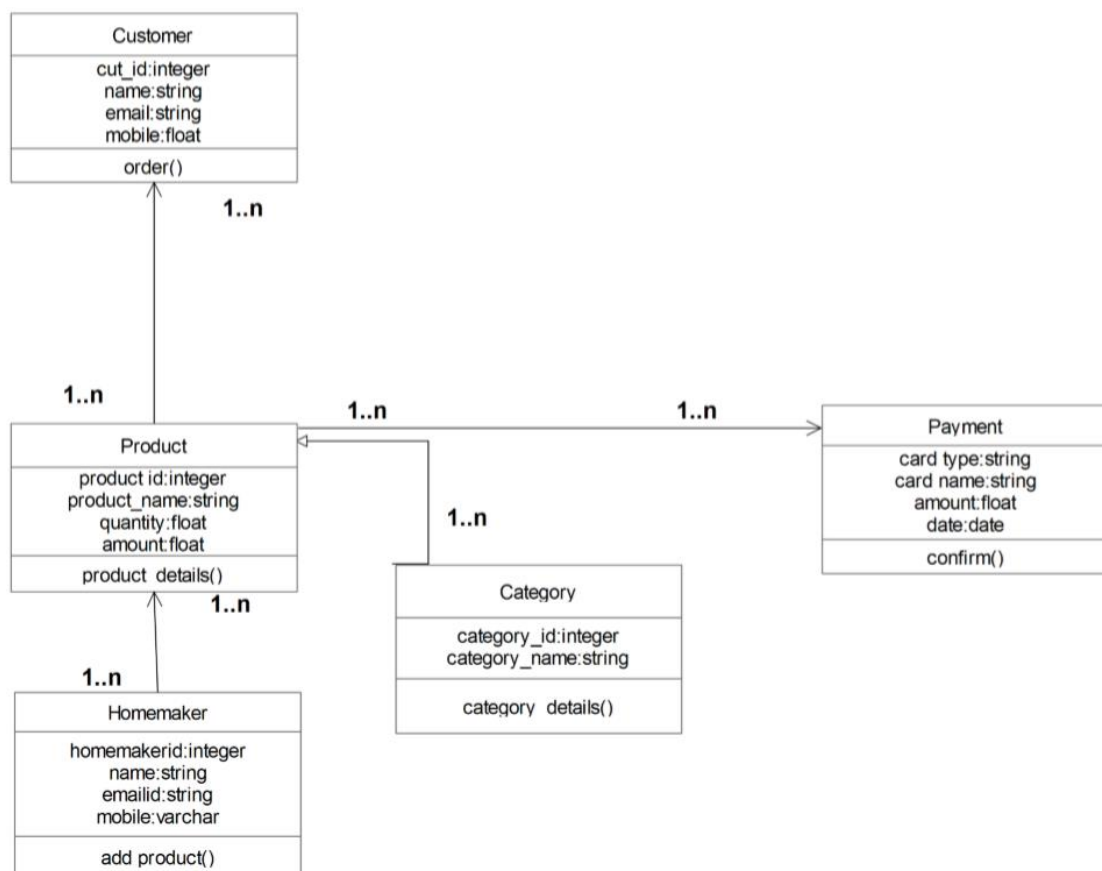 Customer
cut_id:integer
name:string
email:string
mobile:float
order()
1..n
1..n
Product
product id:integer
product_name:string
quantity:float
amount:float
product details()
1..n
1..n
Payment
card type:string
card name:string
amount:float
date:date
confirm()
1..n
Category
category_id:integer
category_name:string
category details()
1..n
1..n
Homemaker
homemakerid:integer
name:string
emailid:string
mobile:varchar
add product()